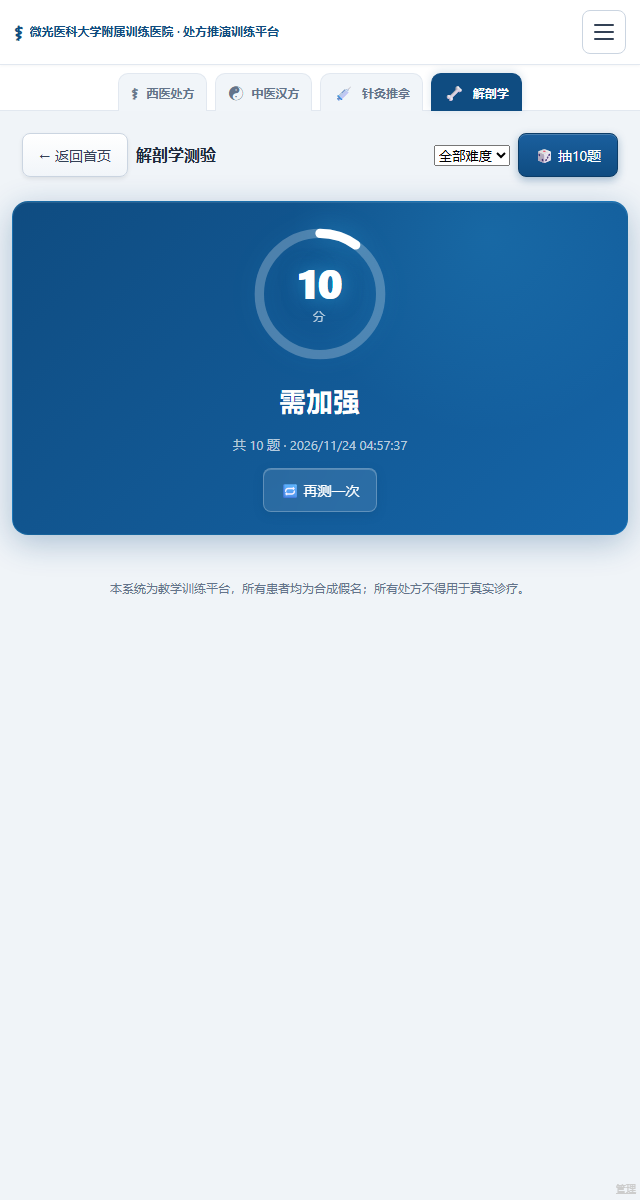 微光医科大学附属训练医院 · 处方推演训练平台
西医处方 中医汉方 针灸推拿 解剖学
← 返回首页 解剖学测验 全部难度 抽10题
10
分
需加强
共 10 题 · 2026/11/24 04:57:37
再测一次
本系统为教学训练平台，所有患者均为合成假名；所有处方不得用于真实诊疗。
管理